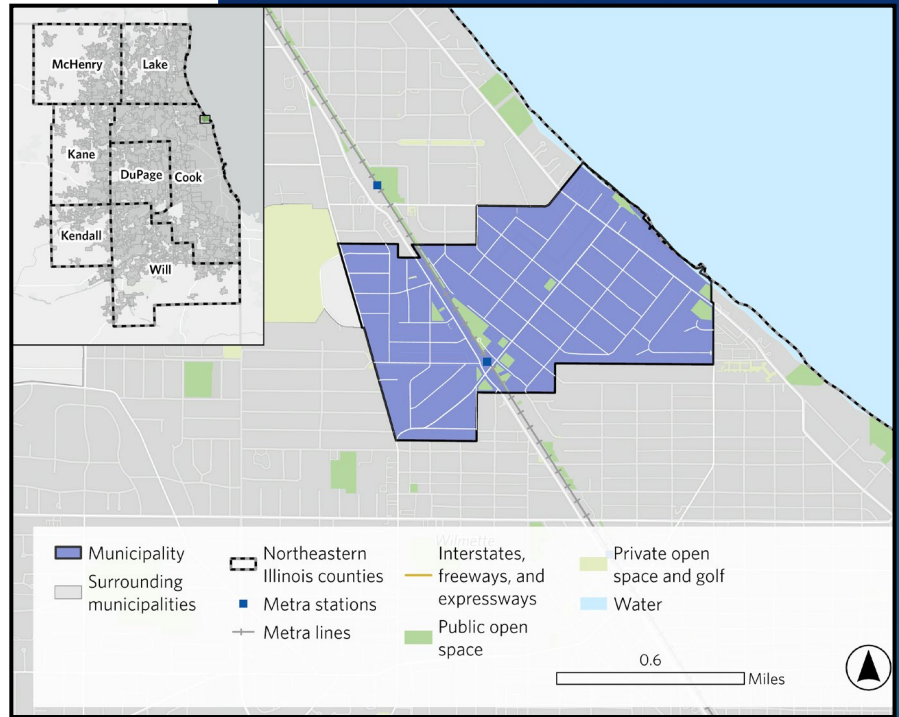 McHenry
Lake
Kane
DuPage
Cook
Kendall
Will
Wilmette
Municipality
Surrounding
municipalities
Northeastern
Illinois counties
Metra stations
Metra lines
Interstates,
freeways, and
expressways
Public open
space
Private open
space and golf
Water
0.6
Miles